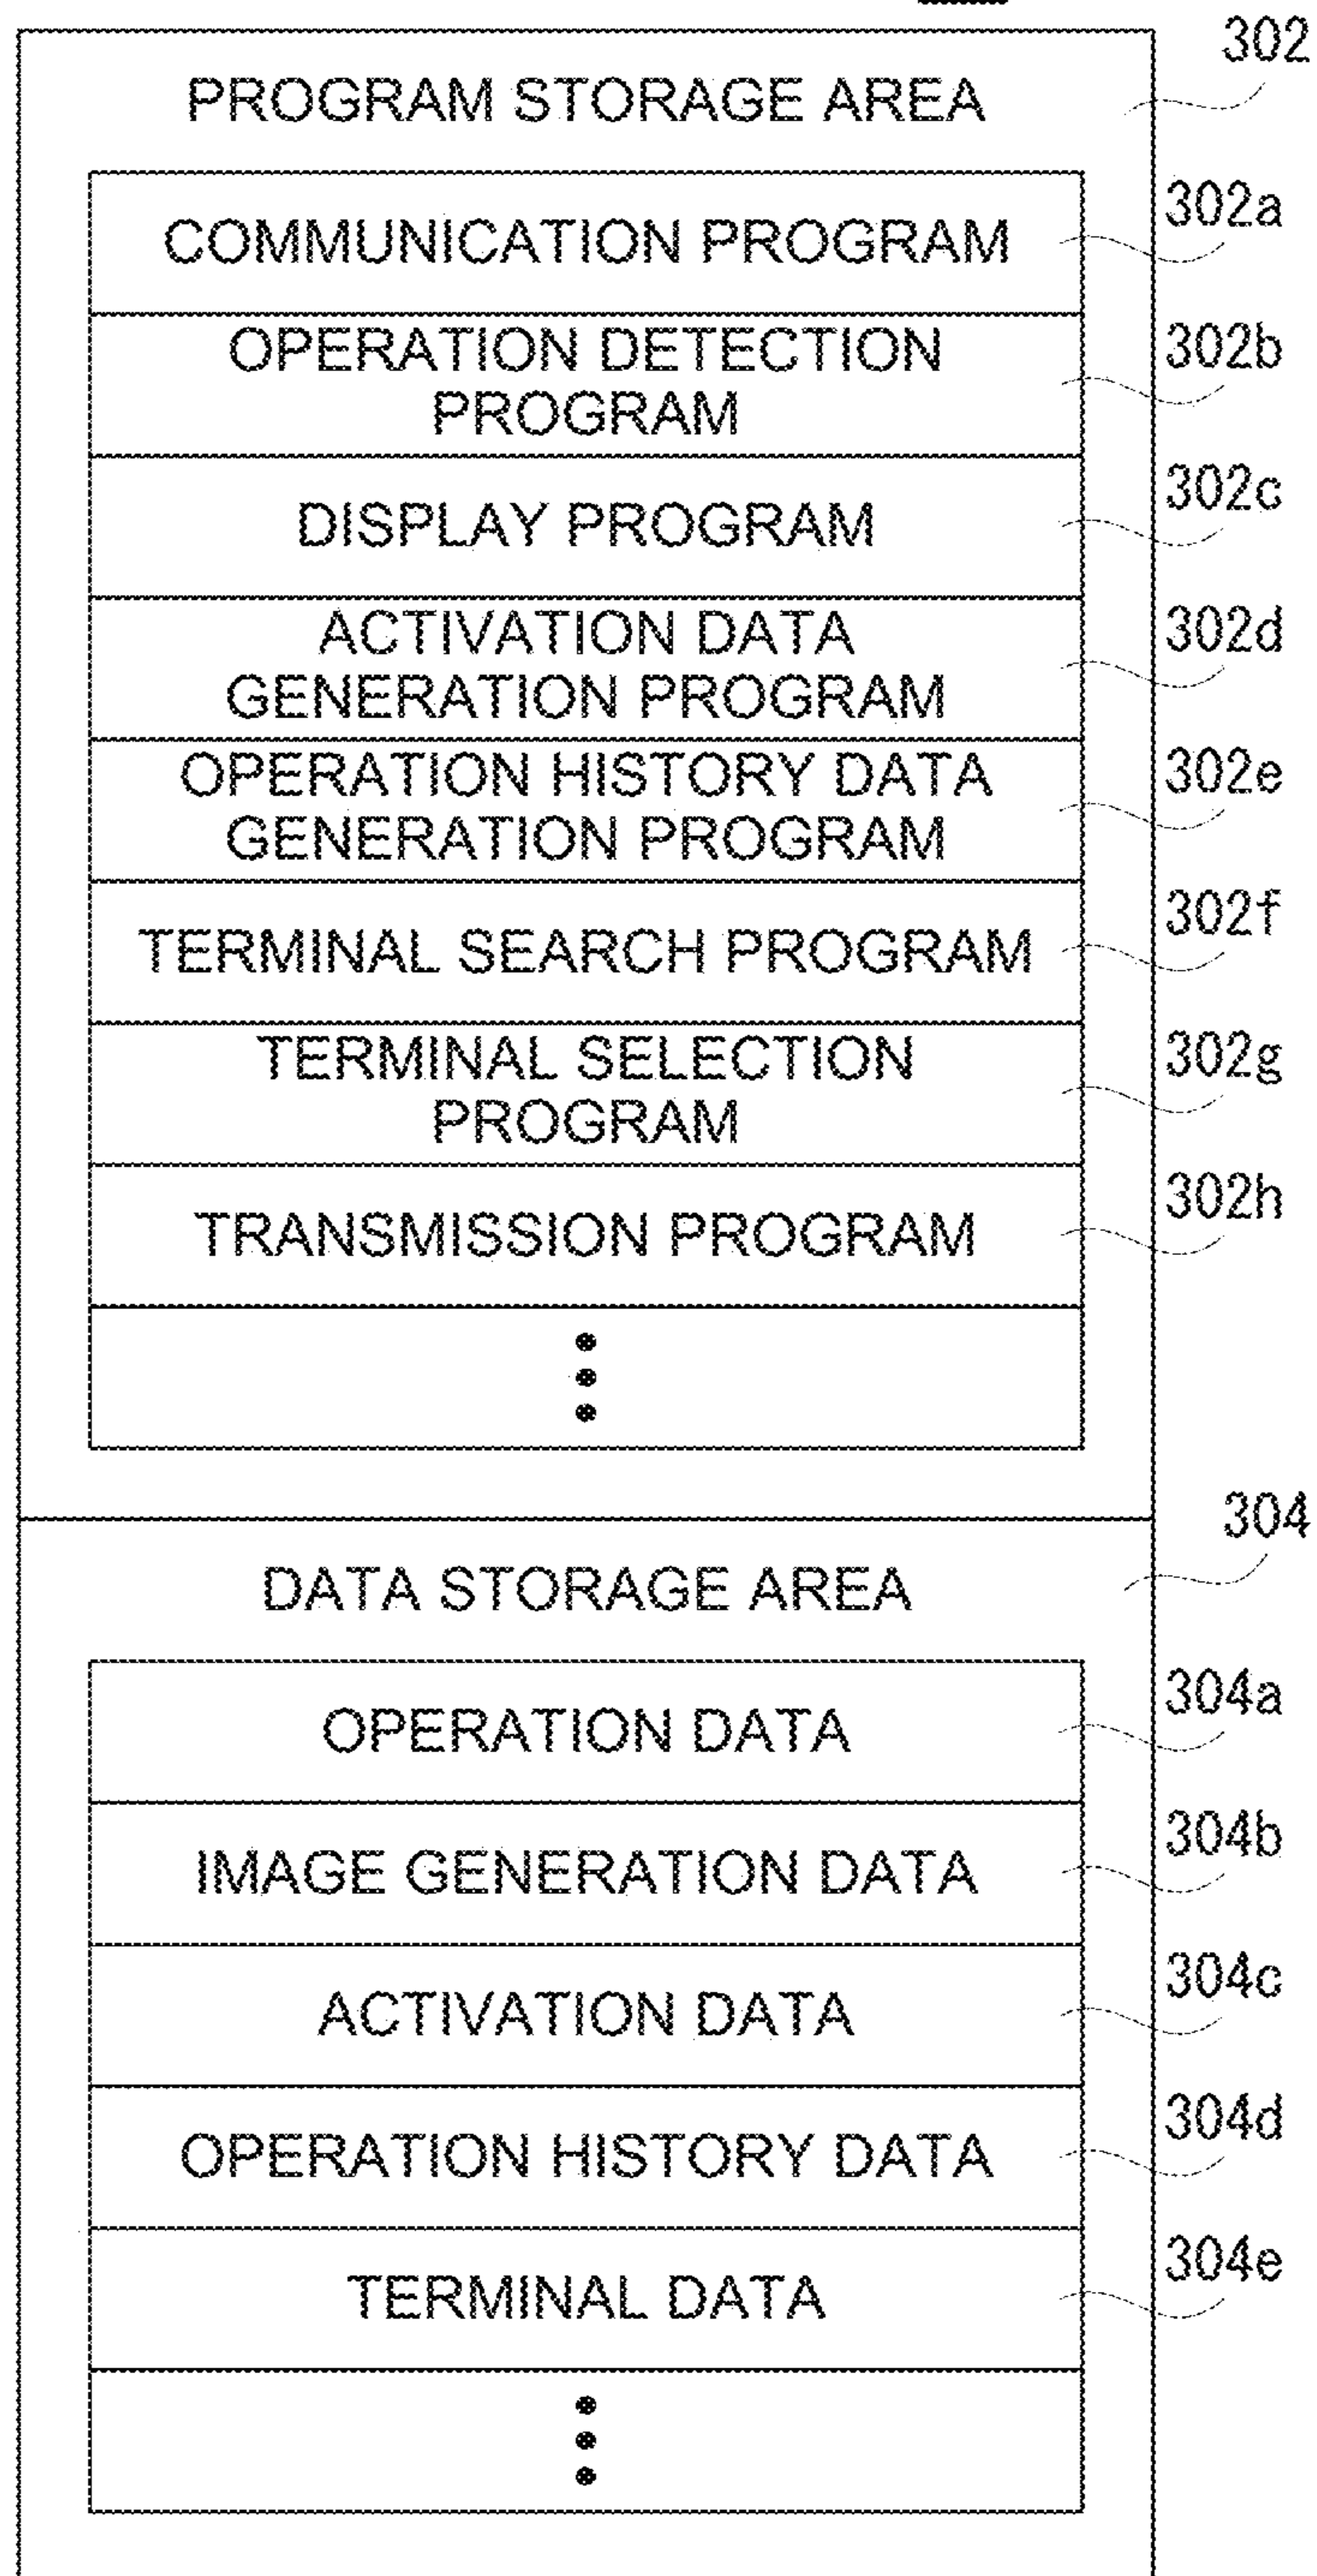 302
PROGRAM STORAGE AREA
302a
COMMUNICATION PROGRAM
302b
OPERATION DETECTION
PROGRAM
302c
DISPLAY PROGRAM
302d
ACTIVATION DATA
GENERATION PROGRAM
302e
OPERATION HISTORY DATA
GENERATION PROGRAM
302f
TERMINAL SEARCH PROGRAM
302g
TERMINAL SELECTION
PROGRAM
302h
TRANSMISSION PROGRAM
304
DATA STORAGE AREA
304a
OPERATION DATA
304b
IMAGE GENERATION DATA
304c
ACTIVATION DATA
304d
OPERATION HISTORY DATA
304e
TERMINAL DATA